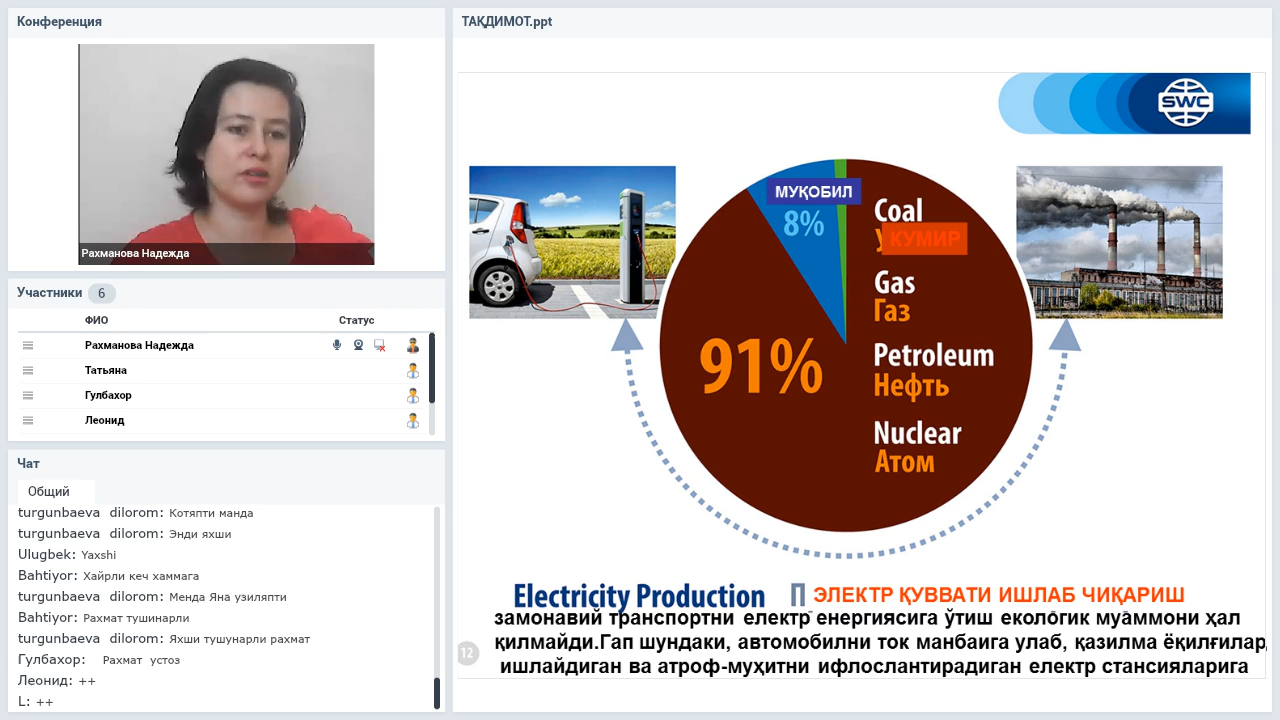 Конференция
Рахманова Надежда
Участники 6
ФИО Статус
Рахманова Надежда
Татьяна
Гулбахор
Леонид
Чат
Общий
turgunbaeva dilorom: Котяпти манда
turgunbaeva dilorom: Энди яхши
Ulugbek: Yaxshi
Bahtiyor: Хайрли кеч хаммага
turgunbaeva dilorom: Менда Яна узиляпти
Bahtiyor: Рахмат тушинарли
turgunbaeva dilorom: Яхши тушунарли рахмат
Гулбахор: Рахмат устоз
Леонид: ++
L: ++
ТАҚДИМОТ.ppt
SWC
МУҚОБИЛ
8%
91%
Coal
КУМИР
Gas
Газ
Petroleum
Нефть
Nuclear
Атом
Electricity Production П ЭЛЕКТР ҚУВВАТИ ИШЛАБ ЧИҚАРИШ
замонавий транспортни електр енергиясига ўтиш екологик муаммони ҳал
қилмайди.Гап шундаки, автомобилни ток манбаига улаб, қазилма ёқилғилар
12
ишлайдиган ва атроф-муҳитни ифлослантирадиган електр стансияларига